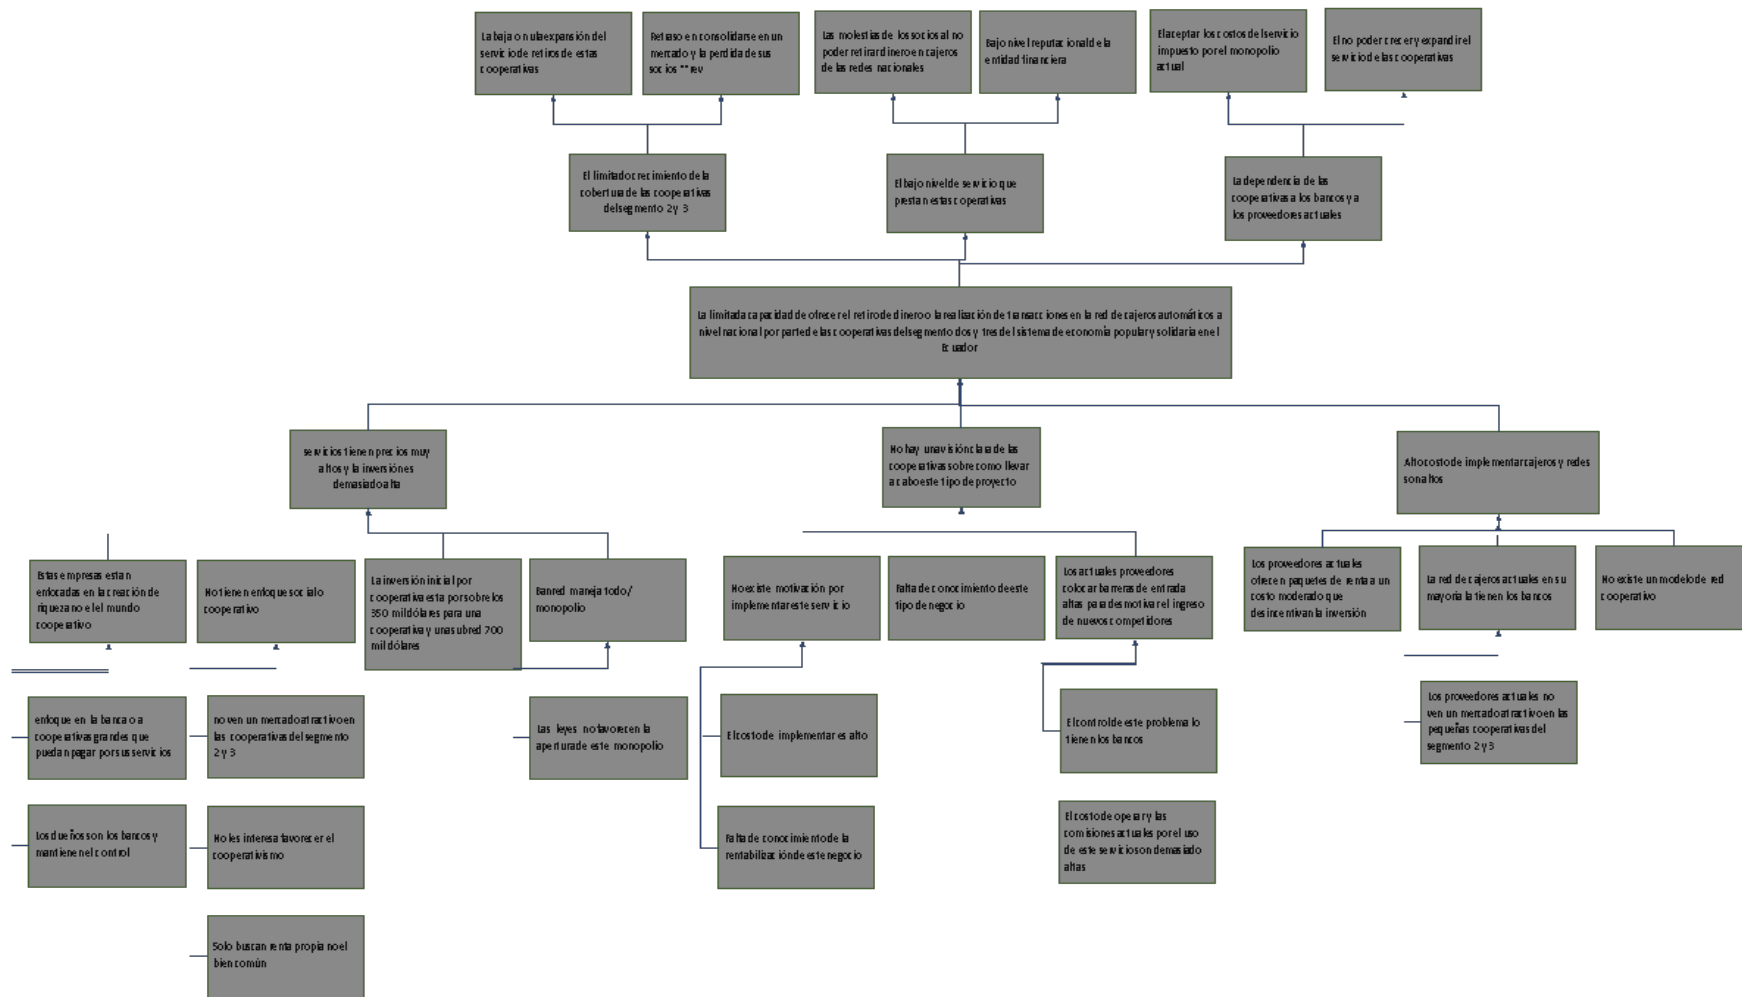 La baja o nula expansión del
servicio de retiros de estas
cooperativas
Retraso en consolidarse en un
mercado y la perdida de sus
socios **rev
Las molestias de los socios al no
poder retirar dinero en cajeros
de las redes nacionales
Bajo nivel reputacional de la
entidad financiera
El aceptar los costos del servicio
impuesto por el monopolio
actual
El no poder crecer y expandir el
servicio de las cooperativas
El limitado crecimiento de la
cobertura de las cooperativas
del segmento 2 y 3
El bajo nivel de servicio que
prestan estas coperativas
La dependencia de las
cooperativas a los bancos y a
los proveedores actuales
La limitada capacidad de ofrecer el retiro de dinero o la realización de transacciones en la red de cajeros automáticos a
nivel nacional por parte de las cooperativas del segmento dos y tres del sistema de economía popular y solidaria en el
Ecuador
servicios tienen precios muy
altos y la inversión es
demasiado alta
No hay una visión clara de las
cooperativas sobre como llevar
a cabo este tipo de proyecto
Alto costo de implementar cajeros y redes
son altos
Estas empresas estan
enfocadas en la creación de
riqueza no el el mundo
cooperativo
No tienen enfoque social o
cooperativo
La inversión inicial por
cooperativa esta por sobre los
350 mil dólares para una
cooperativa y una subred 700
mil dólares
Banred maneja todo/
monopolio
No existe motivación por
implementar este servicio
Falta de conocimiento de este
tipo de negocio
Los actuales proveedores
colocar barreras de entrada
altas para desmotivar el ingreso
de nuevos competidores
Los proveedores actuales
ofrecen paquetes de renta a un
costo moderado que
desincentivan la inversión
La red de cajeros actuales en su
mayoria la tienen los bancos
No existe un modelo de red
cooperativo
enfoque en la banca o a
cooperativas grandes que
puedan pagar por sus servicios
no ven un mercado atractivo en
las cooperativas del segmento
2 y 3
Las leyes no favorecen la
apertura de este monopolio
El costo de implementar es alto
El control de este problema lo
tienen los bancos
Los proveedores actuales no
ven un mercado atractivo en las
pequeñas cooperativas del
segmento 2 y 3
Los dueños son los bancos y
mantiene nel control
No les interesa favorecer el
cooperativismo
Falta de conocimiento de la
rentabilización de este negocio
El costo de operar y las
comisiones actuales por el uso
de este servicio son demasiado
altas
Solo buscan renta propia no el
bien común